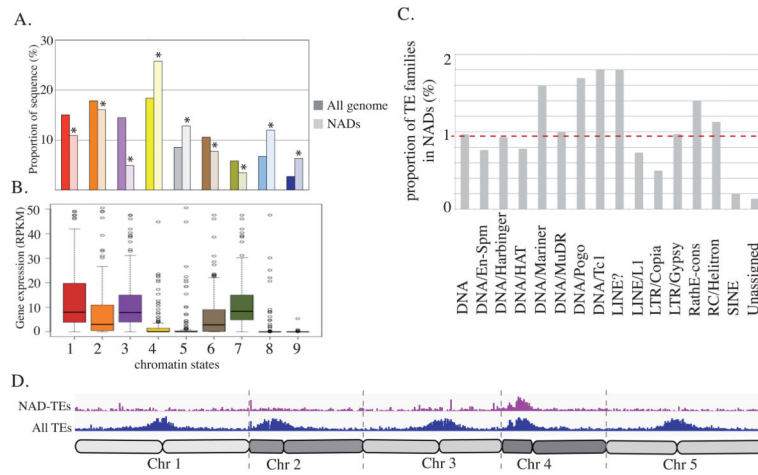 A.
Proportion of sequence (%)
30
20
10
0
* * * * * * * * *
All genome
NADs
B.
Gene expression (RPKM)
50
40
30
20
10
0
1 2 3 4 5 6 7 8 9
chromatin states
C.
proportion of TE families
in NADs (%)
2
1
0
DNA
DNA/En-Spm
DNA/Harbinger
DNA/HAT
DNA/Mariner
DNA/MuDR
DNA/Pogo
DNA/Tc1
LINE?
LINE/L1
LTR/Copia
LTR/Gypsy
RathE-cons
RC/Helitron
SINE
Unassigned
D.
NAD-TEs
All TEs
Chr 1 Chr 2 Chr 3 Chr 4 Chr 5